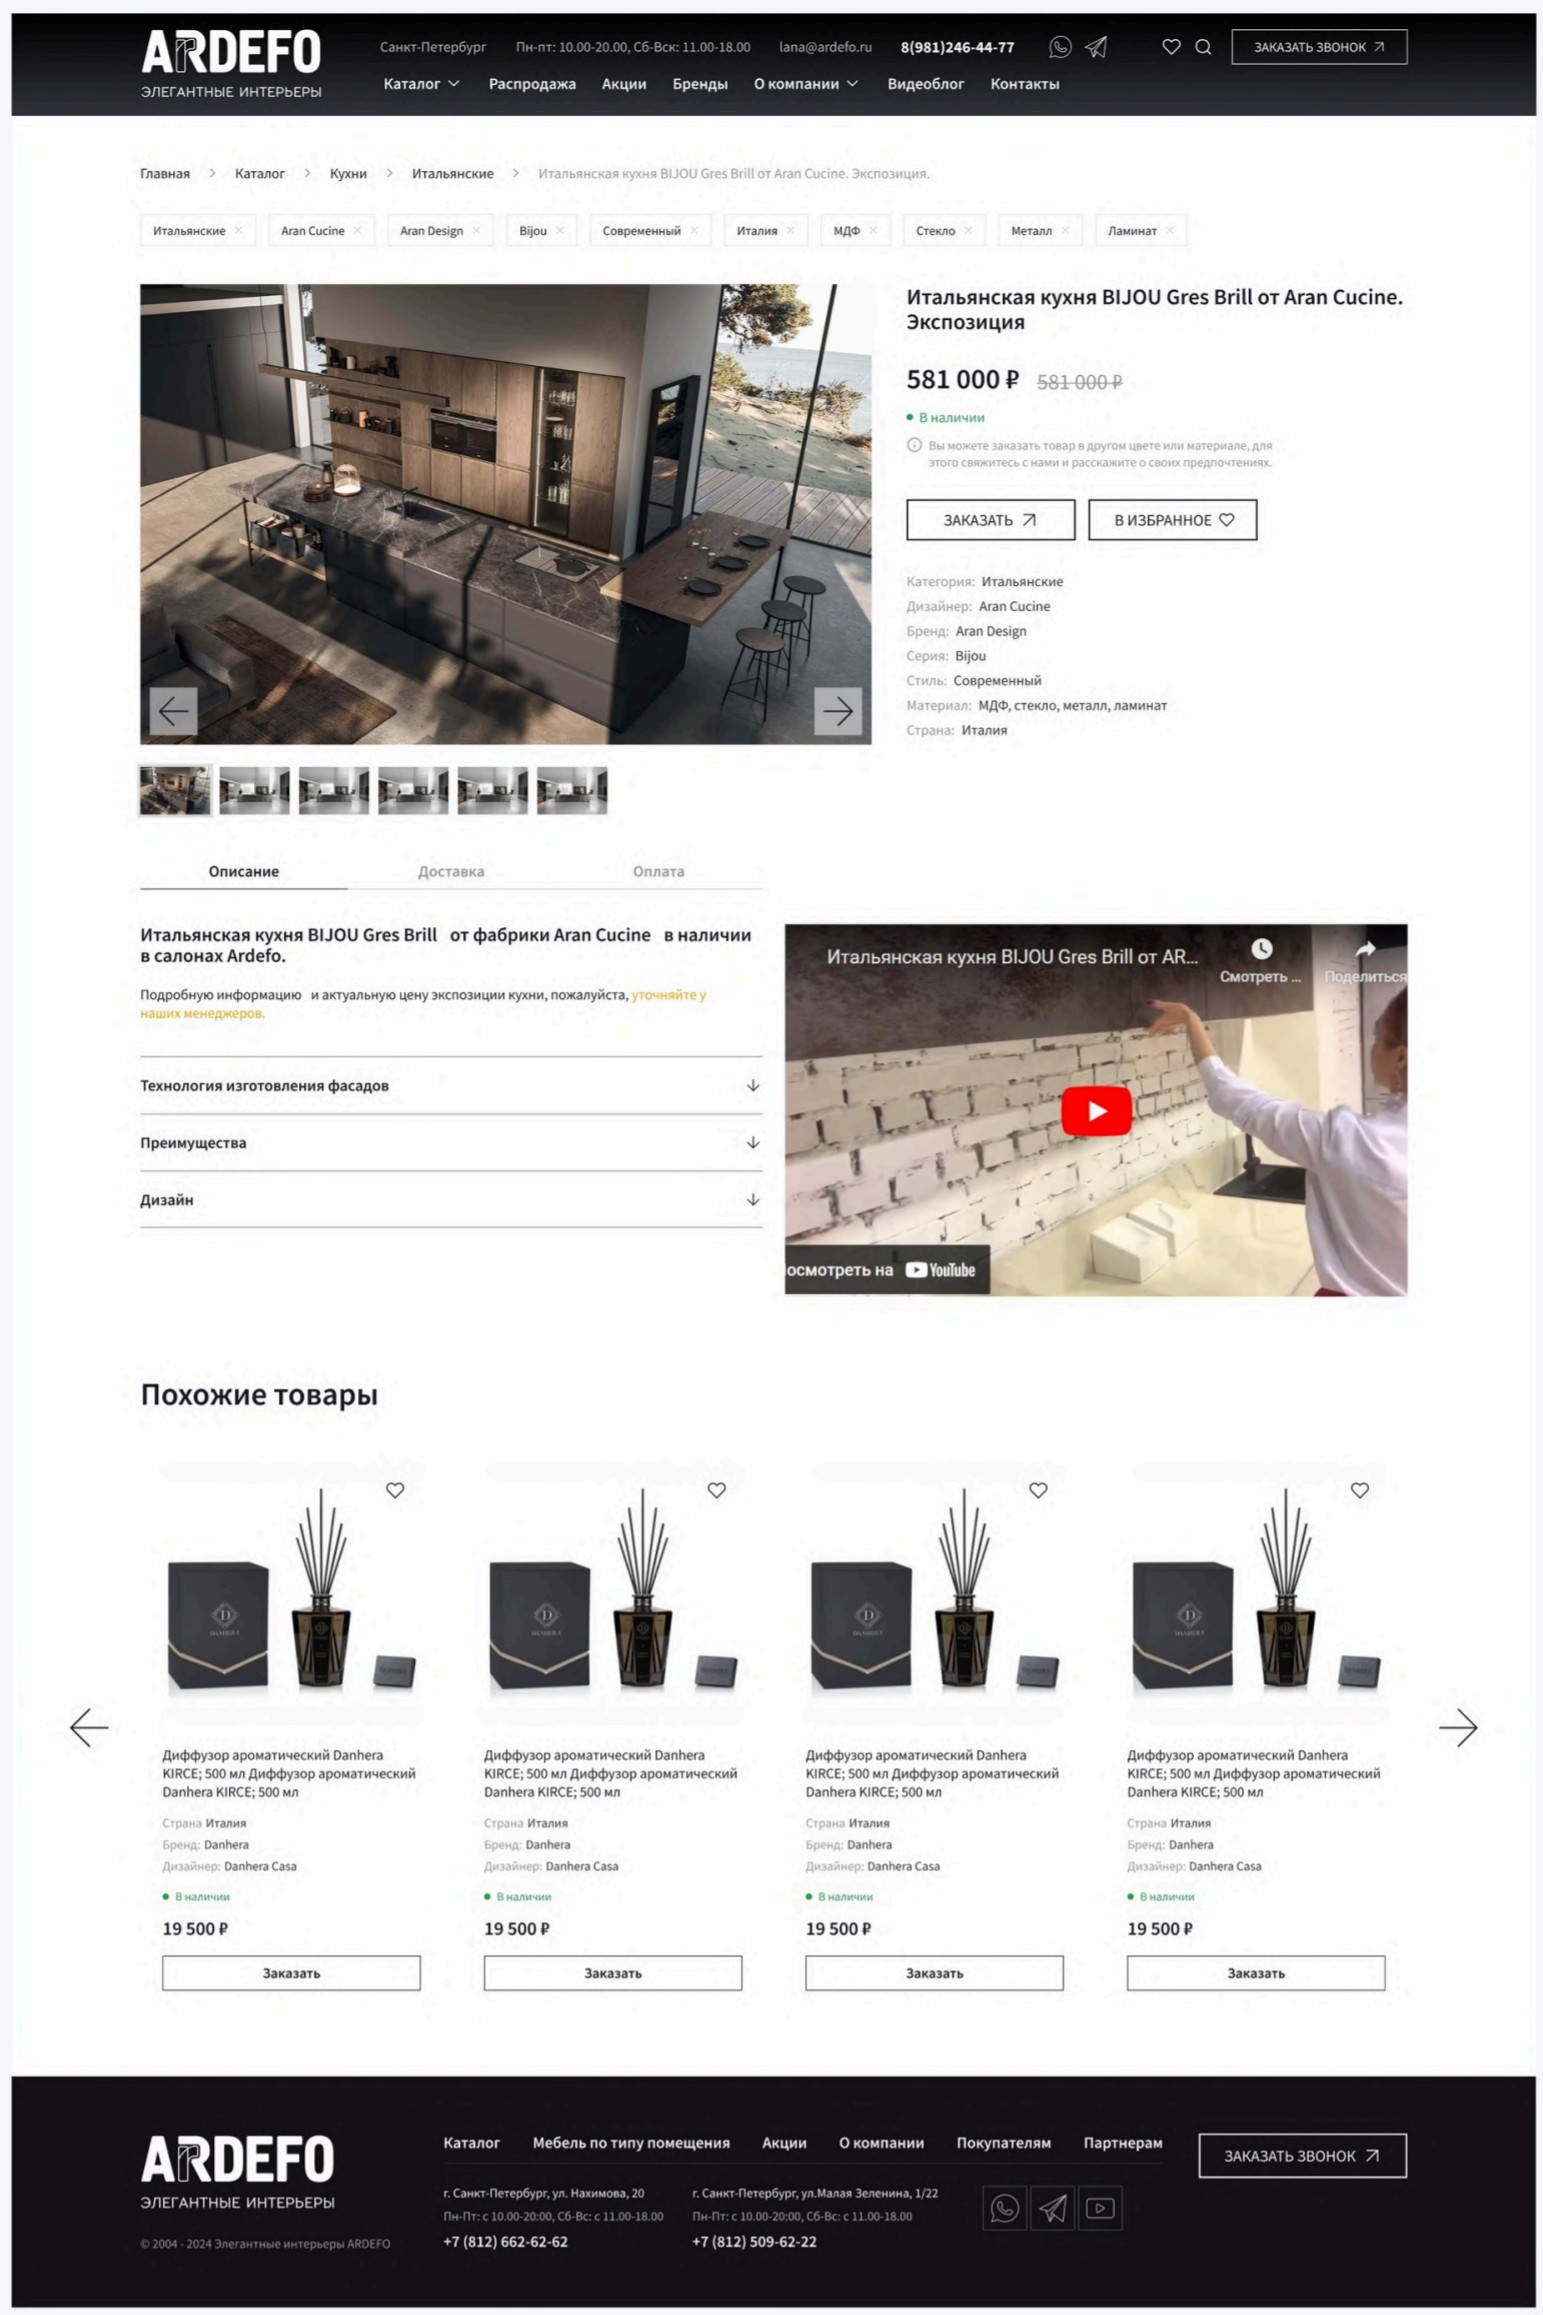 ARDEFO
ЭЛЕГАНТНЫЕ ИНТЕРЬЕРЫ
Санкт-Петербург Пн-пт: 10.00-20.00, Сб-Вск: 11.00-18.00 lana@ardefo.ru 8(981)246-44-77 ЗАКАЗАТЬ ЗВОНОК
Каталог Распродажа Акции Бренды О компании Видеоблог Контакты
Главная > Каталог > Кухни > Итальянские > Итальянская кухня BIJOU Gres Brill от Aran Cucine. Экспозиция.
Итальянские × Aran Cucine × Aran Design × Bijou × Современный × Италия × МДФ × Стекло × Металл × Ламинат ×
Итальянская кухня BIJOU Gres Brill от Aran Cucine.
Экспозиция
581 000 ₽ 581 000 ₽
В наличии
Вы можете заказать товар в другом цвете или материале, для
этого свяжитесь с нами и расскажите о своих предпочтениях.
ЗАКАЗАТЬ В ИЗБРАННОЕ
Категория: Итальянские
Дизайнер: Aran Cucine
Бренд: Aran Design
Серия: Bijou
Стиль: Современный
Материал: МДФ, стекло, металл, ламинат
Страна: Италия
Описание Доставка Оплата
Итальянская кухня BIJOU Gres Brill от фабрики Aran Cucine в наличии
в салонах Ardefo.
Подробную информацию и актуальную цену экспозиции кухни, пожалуйста, уточняйте у
наших менеджеров.
Технология изготовления фасадов
Преимущества
Дизайн
Итальянская кухня BIJOU Gres Brill от AR...
Смотреть ... Поделиться
осмотреть на YouTube
Похожие товары
D D D D
DANHERA DANHERA DANHERA DANHERA
Диффузор ароматический Danhera
KIRCE; 500 мл Диффузор ароматический
Danhera KIRCE; 500 мл
Страна Италия
Бренд: Danhera
Дизайнер: Danhera Casa
В наличии
19 500 ₽
Заказать
Диффузор ароматический Danhera
KIRCE; 500 мл Диффузор ароматический
Danhera KIRCE; 500 мл
Страна Италия
Бренд: Danhera
Дизайнер: Danhera Casa
В наличии
19 500 ₽
Заказать
Диффузор ароматический Danhera
KIRCE; 500 мл Диффузор ароматический
Danhera KIRCE; 500 мл
Страна Италия
Бренд: Danhera
Дизайнер: Danhera Casa
В наличии
19 500 ₽
Заказать
Диффузор ароматический Danhera
KIRCE; 500 мл Диффузор ароматический
Danhera KIRCE; 500 мл
Страна Италия
Бренд: Danhera
Дизайнер: Danhera Casa
В наличии
19 500 ₽
Заказать
ARDEFO
ЭЛЕГАНТНЫЕ ИНТЕРЬЕРЫ
© 2004 - 2024 Элегантные интерьеры ARDEFO
Каталог Мебель по типу помещения Акции О компании Покупателям Партнерам
г. Санкт-Петербург, ул. Нахимова, 20
Пн-Пт: с 10.00-20:00, Сб-Вс: с 11.00-18.00
+7 (812) 662-62-62
г. Санкт-Петербург, ул.Малая Зеленина, 1/22
Пн-Пт: с 10.00-20:00, Сб-Вс: с 11.00-18.00
+7 (812) 509-62-22
ЗАКАЗАТЬ ЗВОНОК